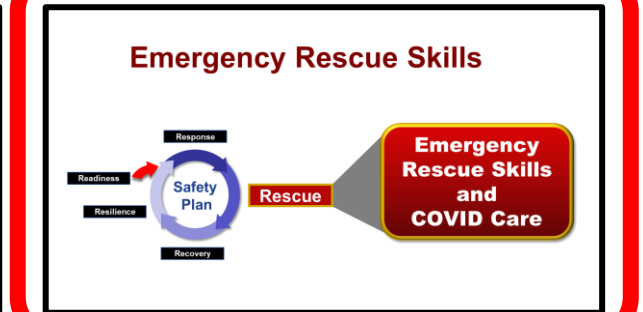 Emergency Rescue Skills
Response
Readiness
Safety
Plan
Resilience
Rescue
Recovery
Emergency
Rescue Skills
and
COVID Care